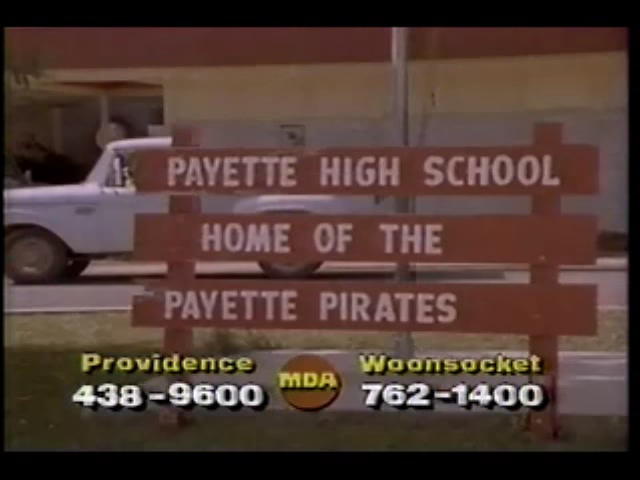 PAYETTE HIGH SCHOOL
HOME OF THE
PAYETTE PIRATES
Providence MDA Woonsocket
438-9600 762-1400